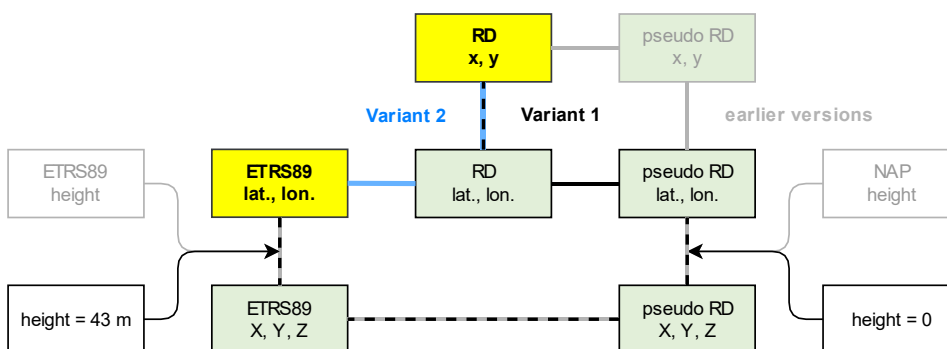 RD
x, y
pseudo RD
x, y
Variant 2
Variant 1
earlier versions
ETRS89
height
ETRS89
lat., lon.
RD
lat., lon.
pseudo RD
lat., lon.
NAP
height
height = 43 m
ETRS89
X, Y, Z
pseudo RD
X, Y, Z
height = 0